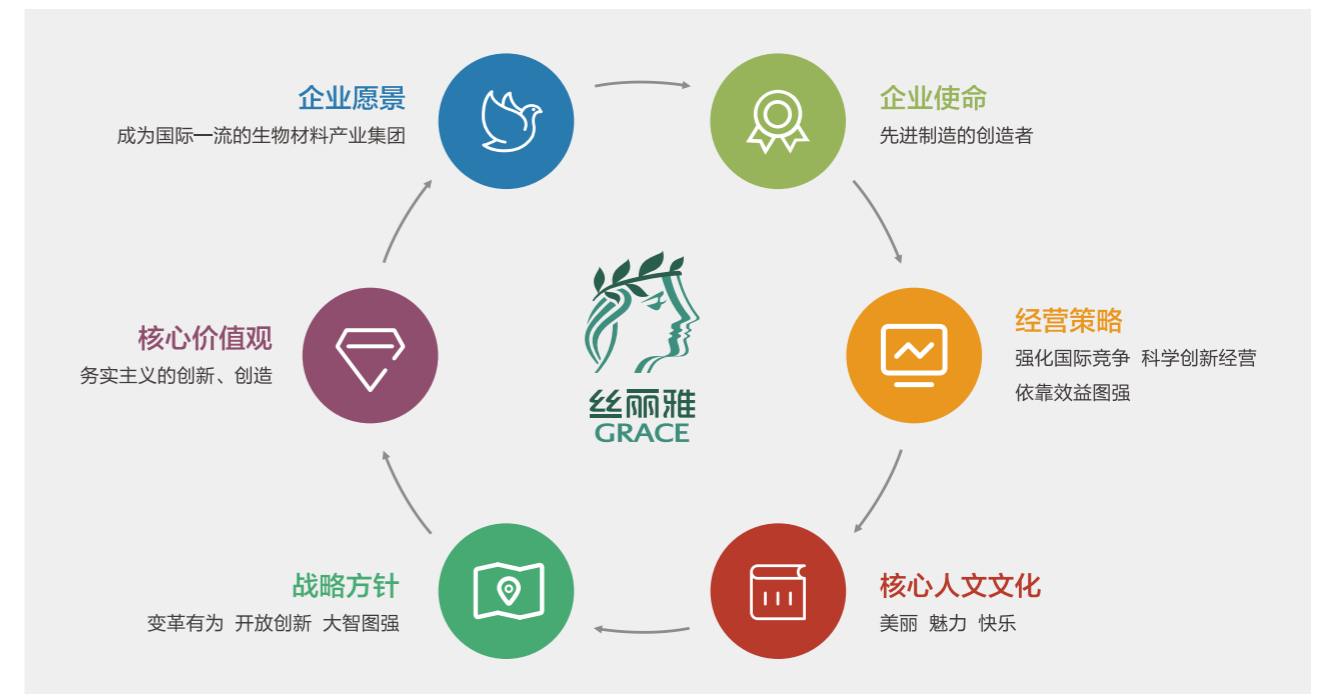 企业愿景
成为国际一流的生物材料产业集团
企业使命
先进制造的创造者
经营策略
强化国际竞争 科学创新经营
依靠效益图强
核心人文文化
美丽 魅力 快乐
战略方针
变革有为 开放创新 大智图强
核心价值观
务实主义的创新、创造
丝丽雅
GRACE